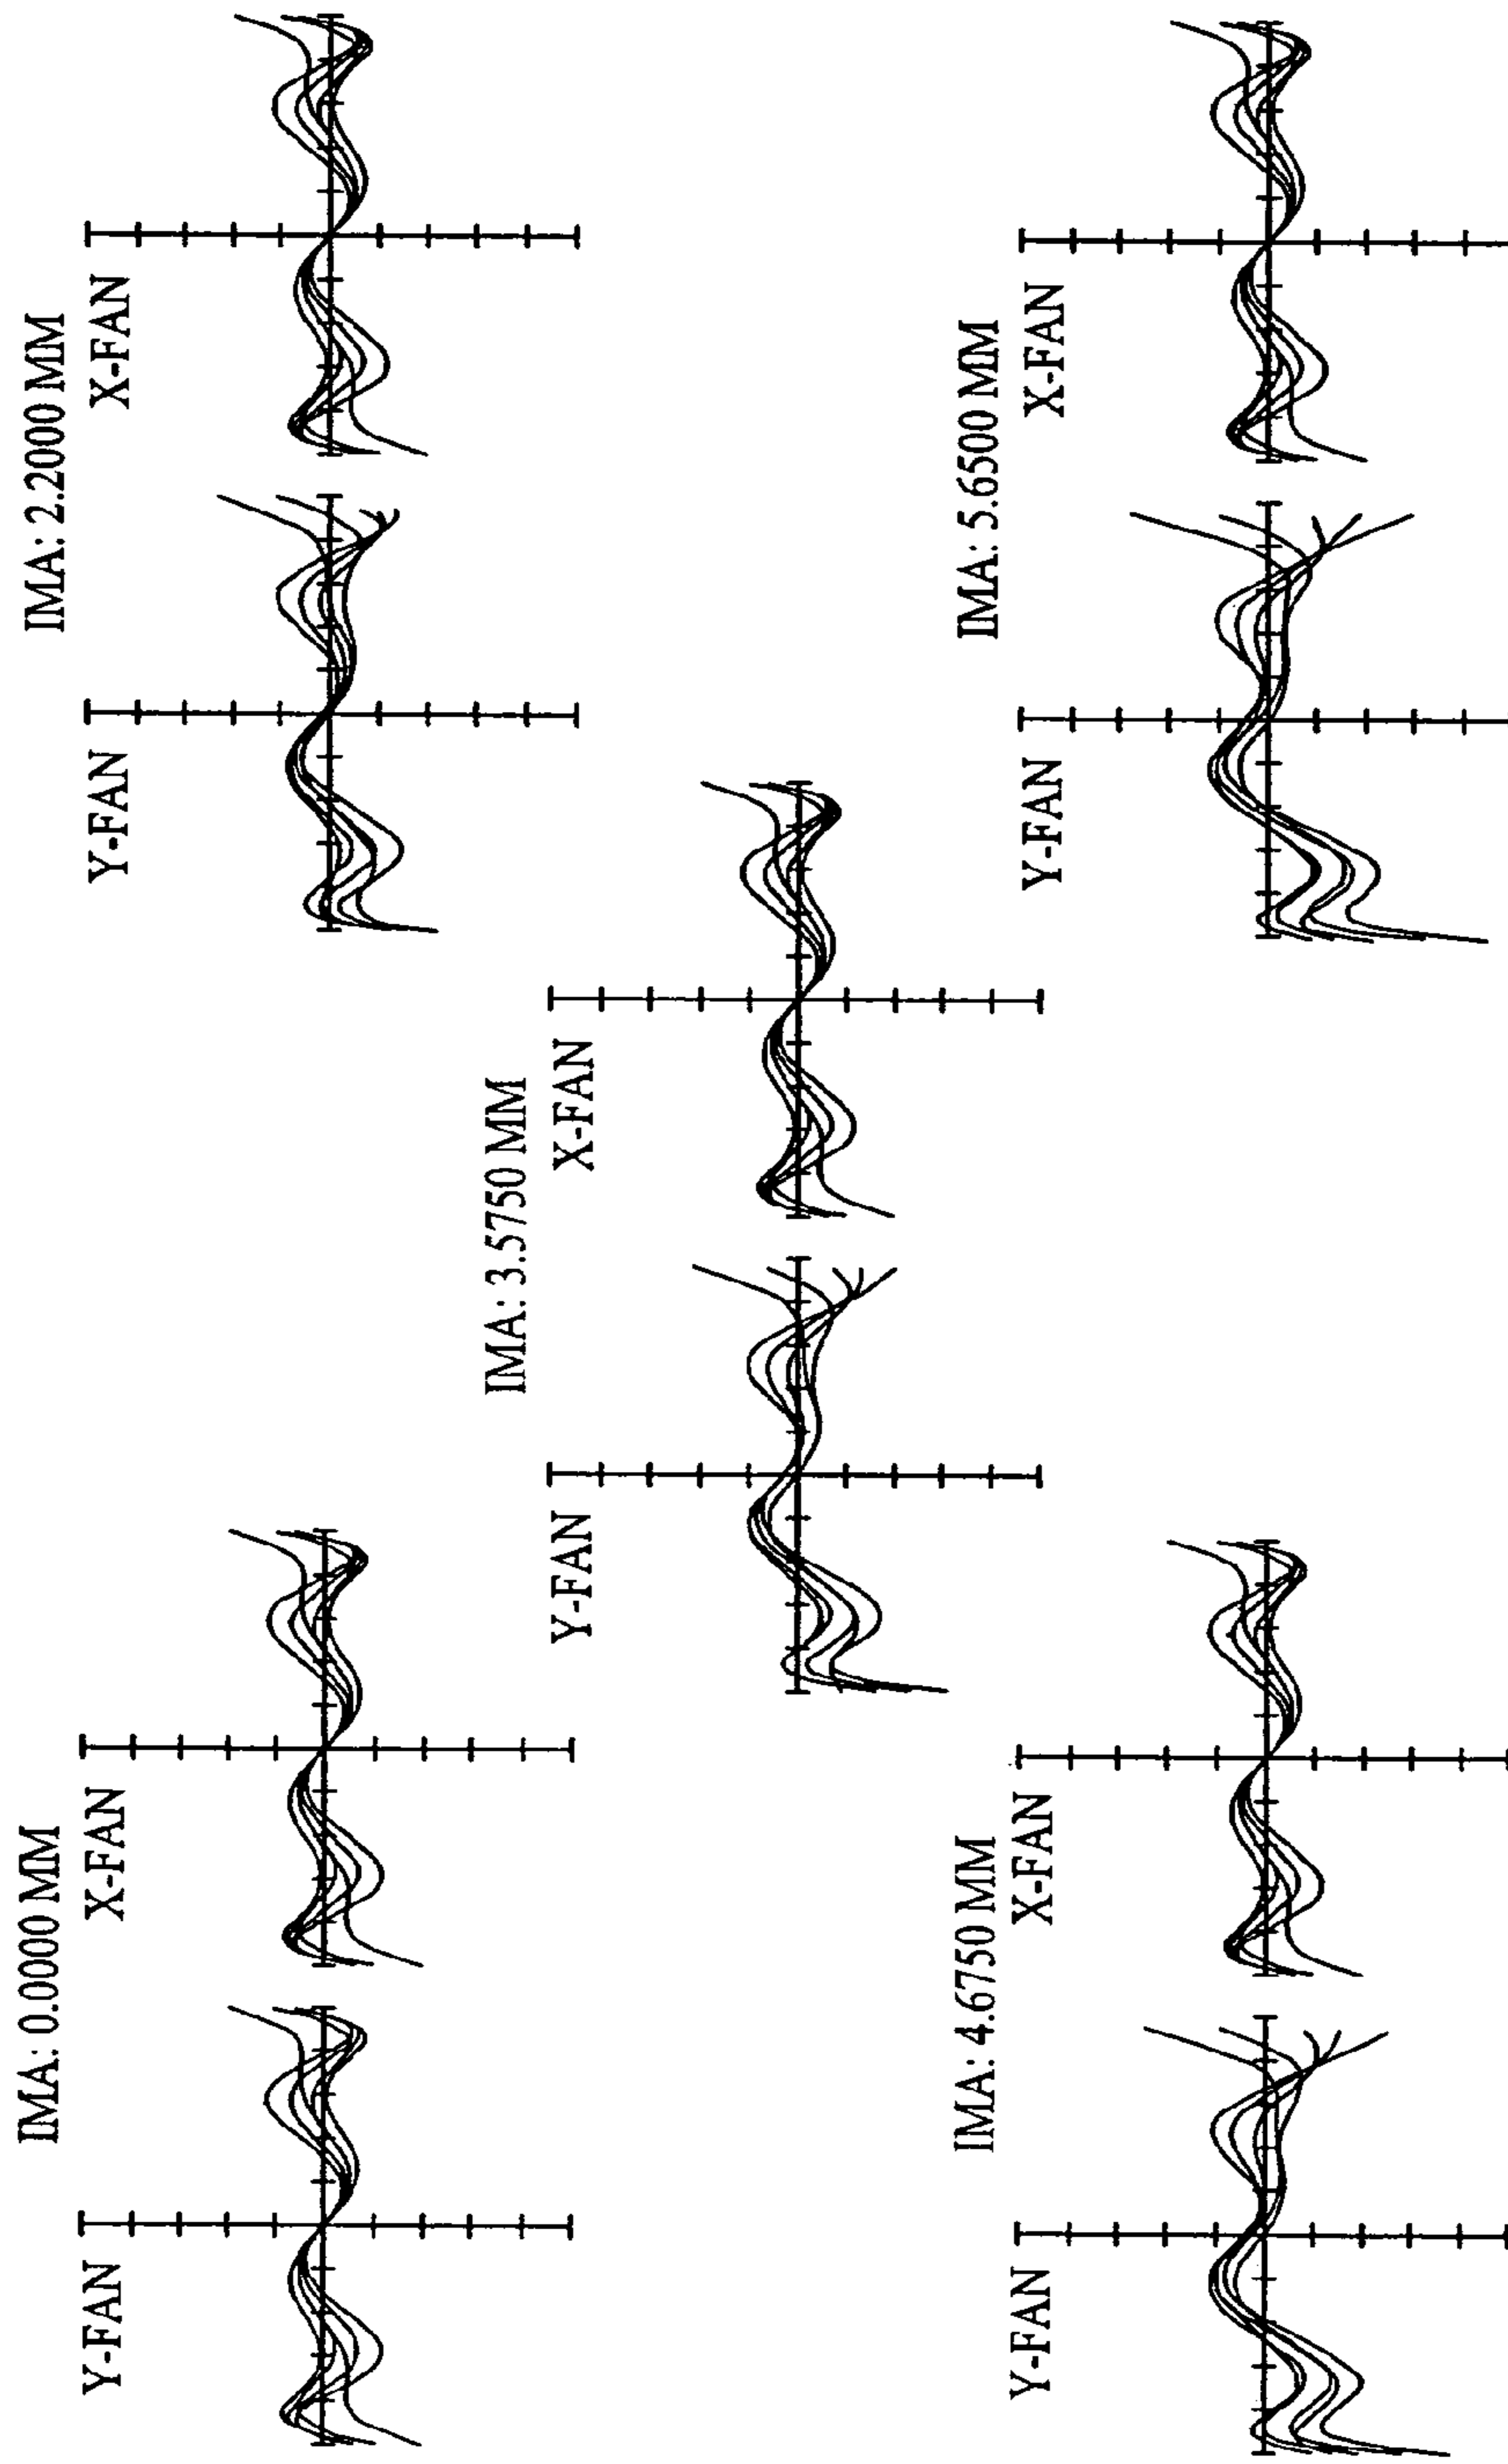 IMA: 0.0000 MM
Y-FAN
X-FAN
IMA: 2.2000 MM
Y-FAN
X-FAN
IMA: 3.5750 MM
Y-FAN
X-FAN
IMA: 4.6750 MM
Y-FAN
X-FAN
IMA: 5.6500 MM
Y-FAN
X-FAN